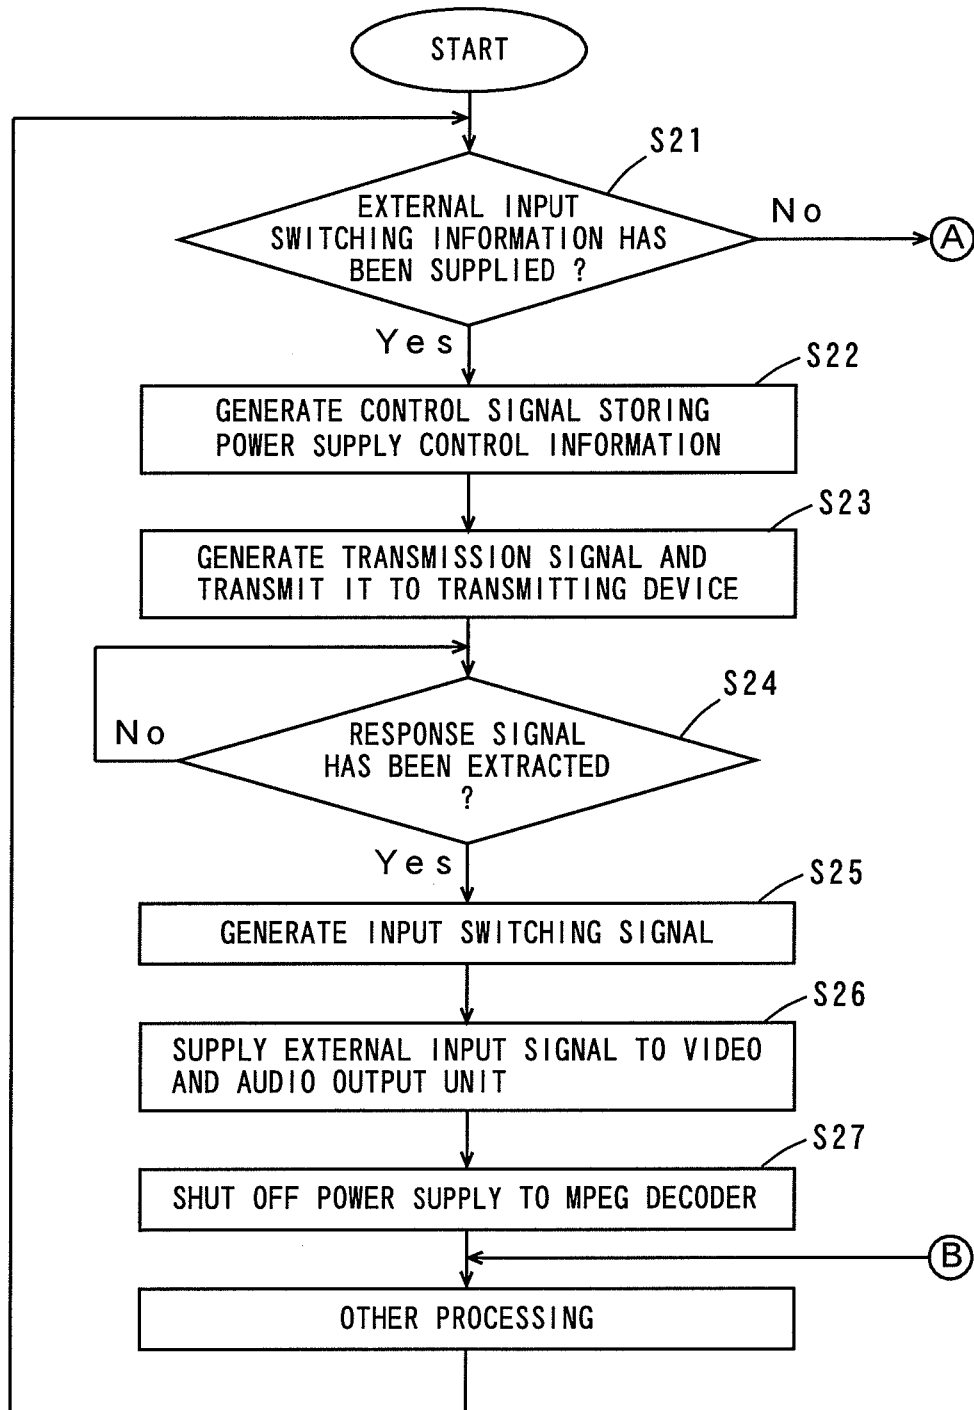 START
S21
EXTERNAL INPUT
SWITCHING INFORMATION HAS
BEEN SUPPLIED ?
No
A
Yes
S22
GENERATE CONTROL SIGNAL STORING
POWER SUPPLY CONTROL INFORMATION
S23
GENERATE TRANSMISSION SIGNAL AND
TRANSMIT IT TO TRANSMITTING DEVICE
S24
No
RESPONSE SIGNAL
HAS BEEN EXTRACTED
?
Yes
S25
GENERATE INPUT SWITCHING SIGNAL
S26
SUPPLY EXTERNAL INPUT SIGNAL TO VIDEO
AND AUDIO OUTPUT UNIT
S27
SHUT OFF POWER SUPPLY TO MPEG DECODER
B
OTHER PROCESSING